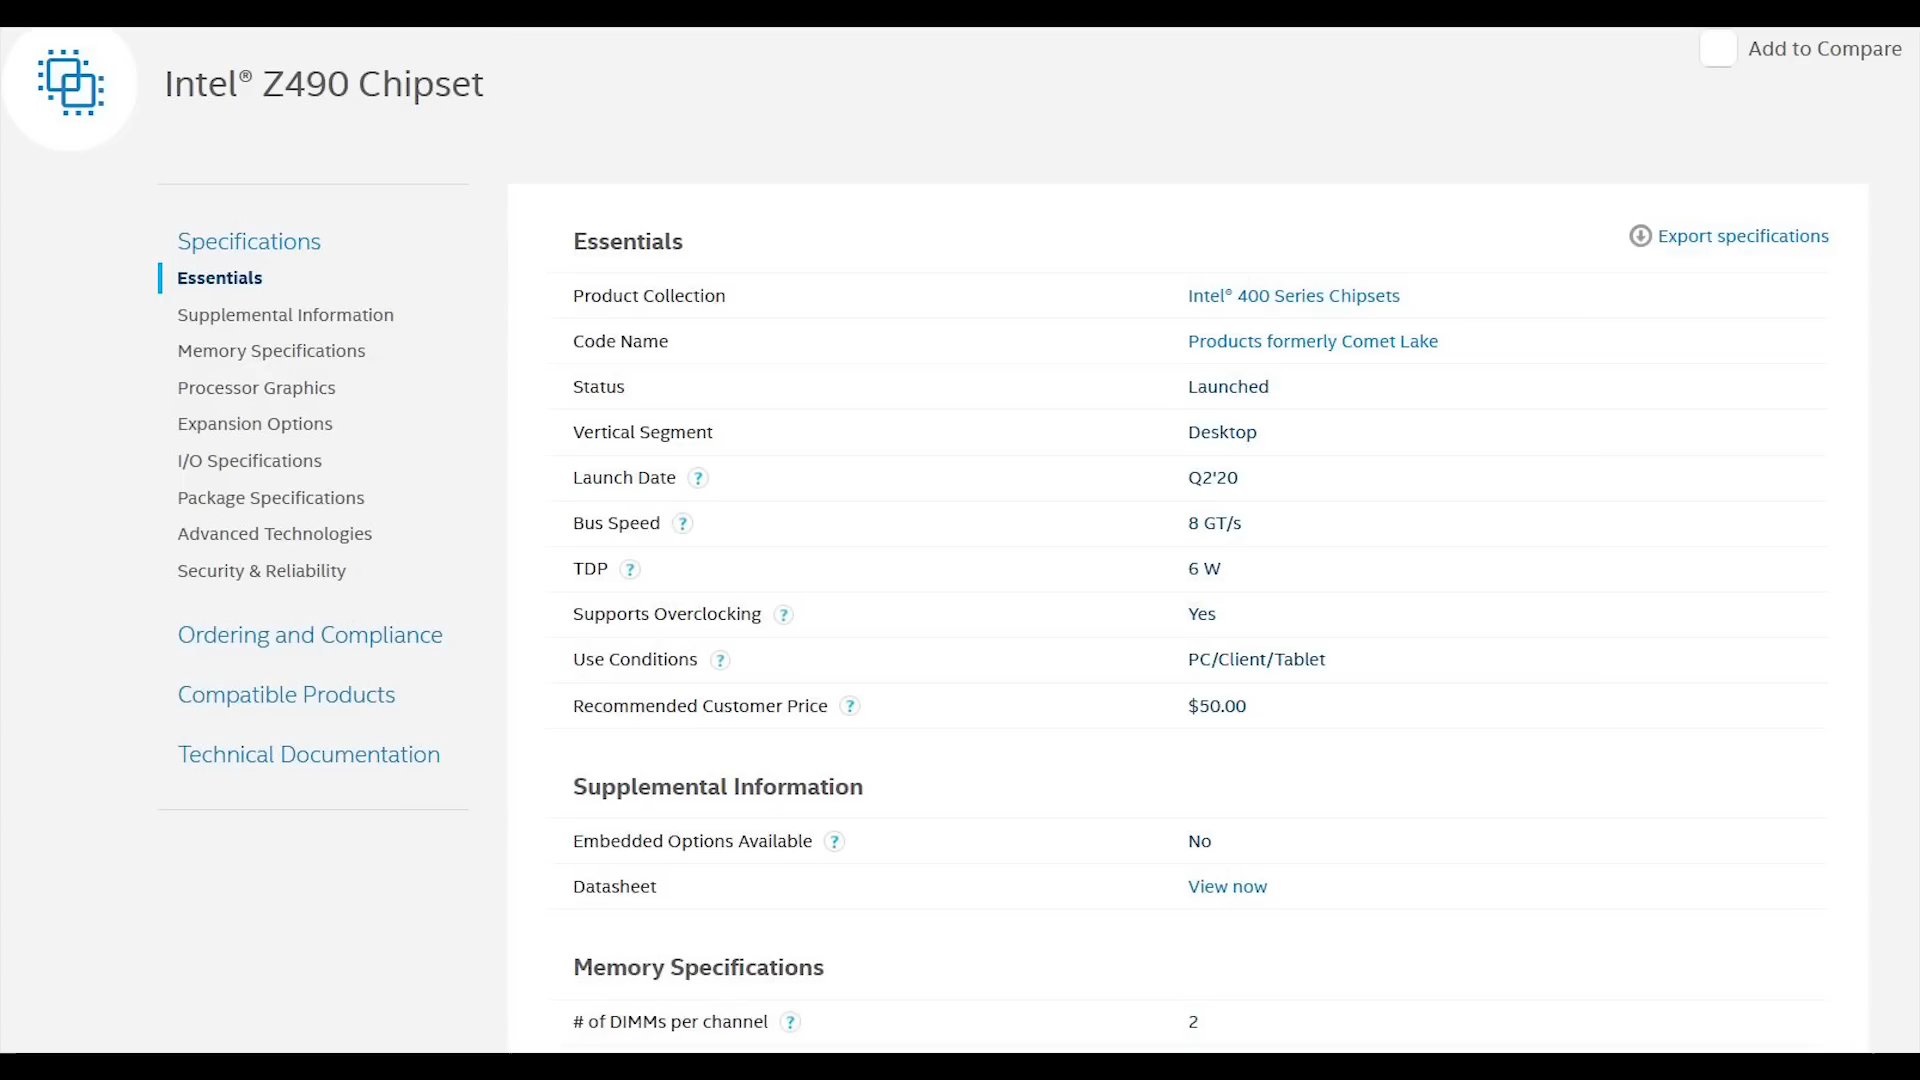 Intel® Z490 Chipset
Add to Compare
Specifications
Essentials
Supplemental Information
Memory Specifications
Processor Graphics
Expansion Options
I/O Specifications
Package Specifications
Advanced Technologies
Security & Reliability
Ordering and Compliance
Compatible Products
Technical Documentation
Essentials
Export specifications
Product Collection Intel® 400 Series Chipsets
Code Name Products formerly Comet Lake
Status Launched
Vertical Segment Desktop
Launch Date ? Q2'20
Bus Speed ? 8 GT/s
TDP ? 6 W
Supports Overclocking ? Yes
Use Conditions ? PC/Client/Tablet
Recommended Customer Price ? $50.00
Supplemental Information
Embedded Options Available ? No
Datasheet View now
Memory Specifications
# of DIMMs per channel ? 2